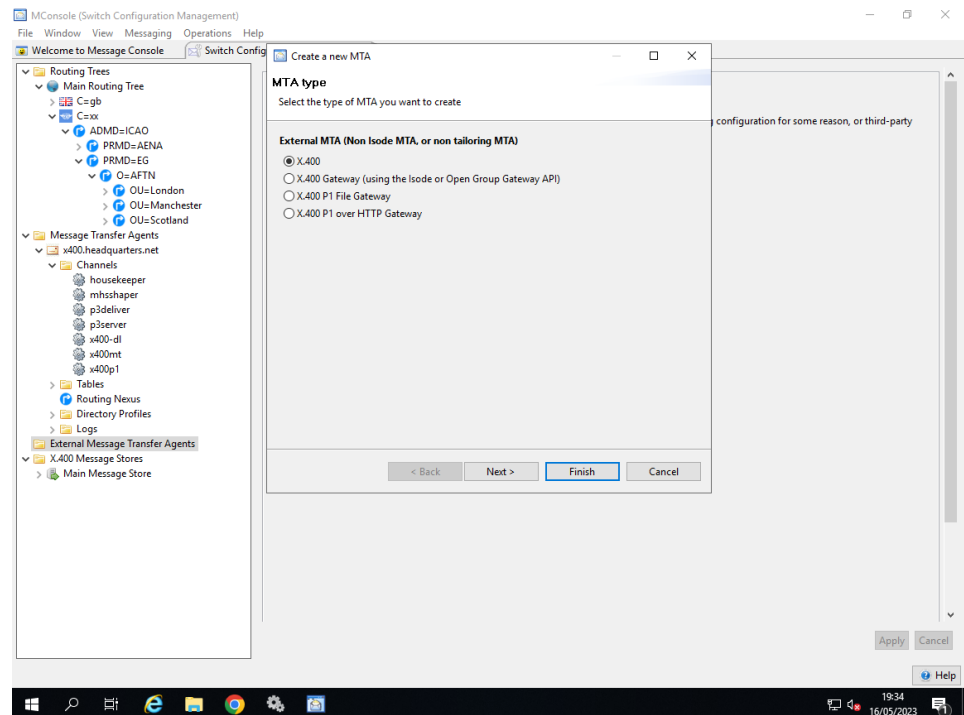 MConsole (Switch Configuration Management)
File Window View Messaging Operations Help
Welcome to Message Console
Switch Config
Routing Trees
Main Routing Tree
C=gb
C=xx
ADMD=ICAO
PRMD=AENA
PRMD=EG
O=AFTN
OU=London
OU=Manchester
OU=Scotland
Message Transfer Agents
x400.headquarters.net
Channels
housekeeper
mhsshaper
p3deliver
p3server
x400-dl
x400mt
x400p1
Tables
Routing Nexus
Directory Profiles
Logs
External Message Transfer Agents
X.400 Message Stores
Main Message Store
Create a new MTA
MTA type
Select the type of MTA you want to create
External MTA (Non Isode MTA, or non tailoring MTA)
X.400
X.400 Gateway (using the Isode or Open Group Gateway API)
X.400 P1 File Gateway
X.400 P1 over HTTP Gateway
< Back Next > Finish Cancel
configuration for some reason, or third-party
Apply Cancel
Help
19:34
16/05/2023
1